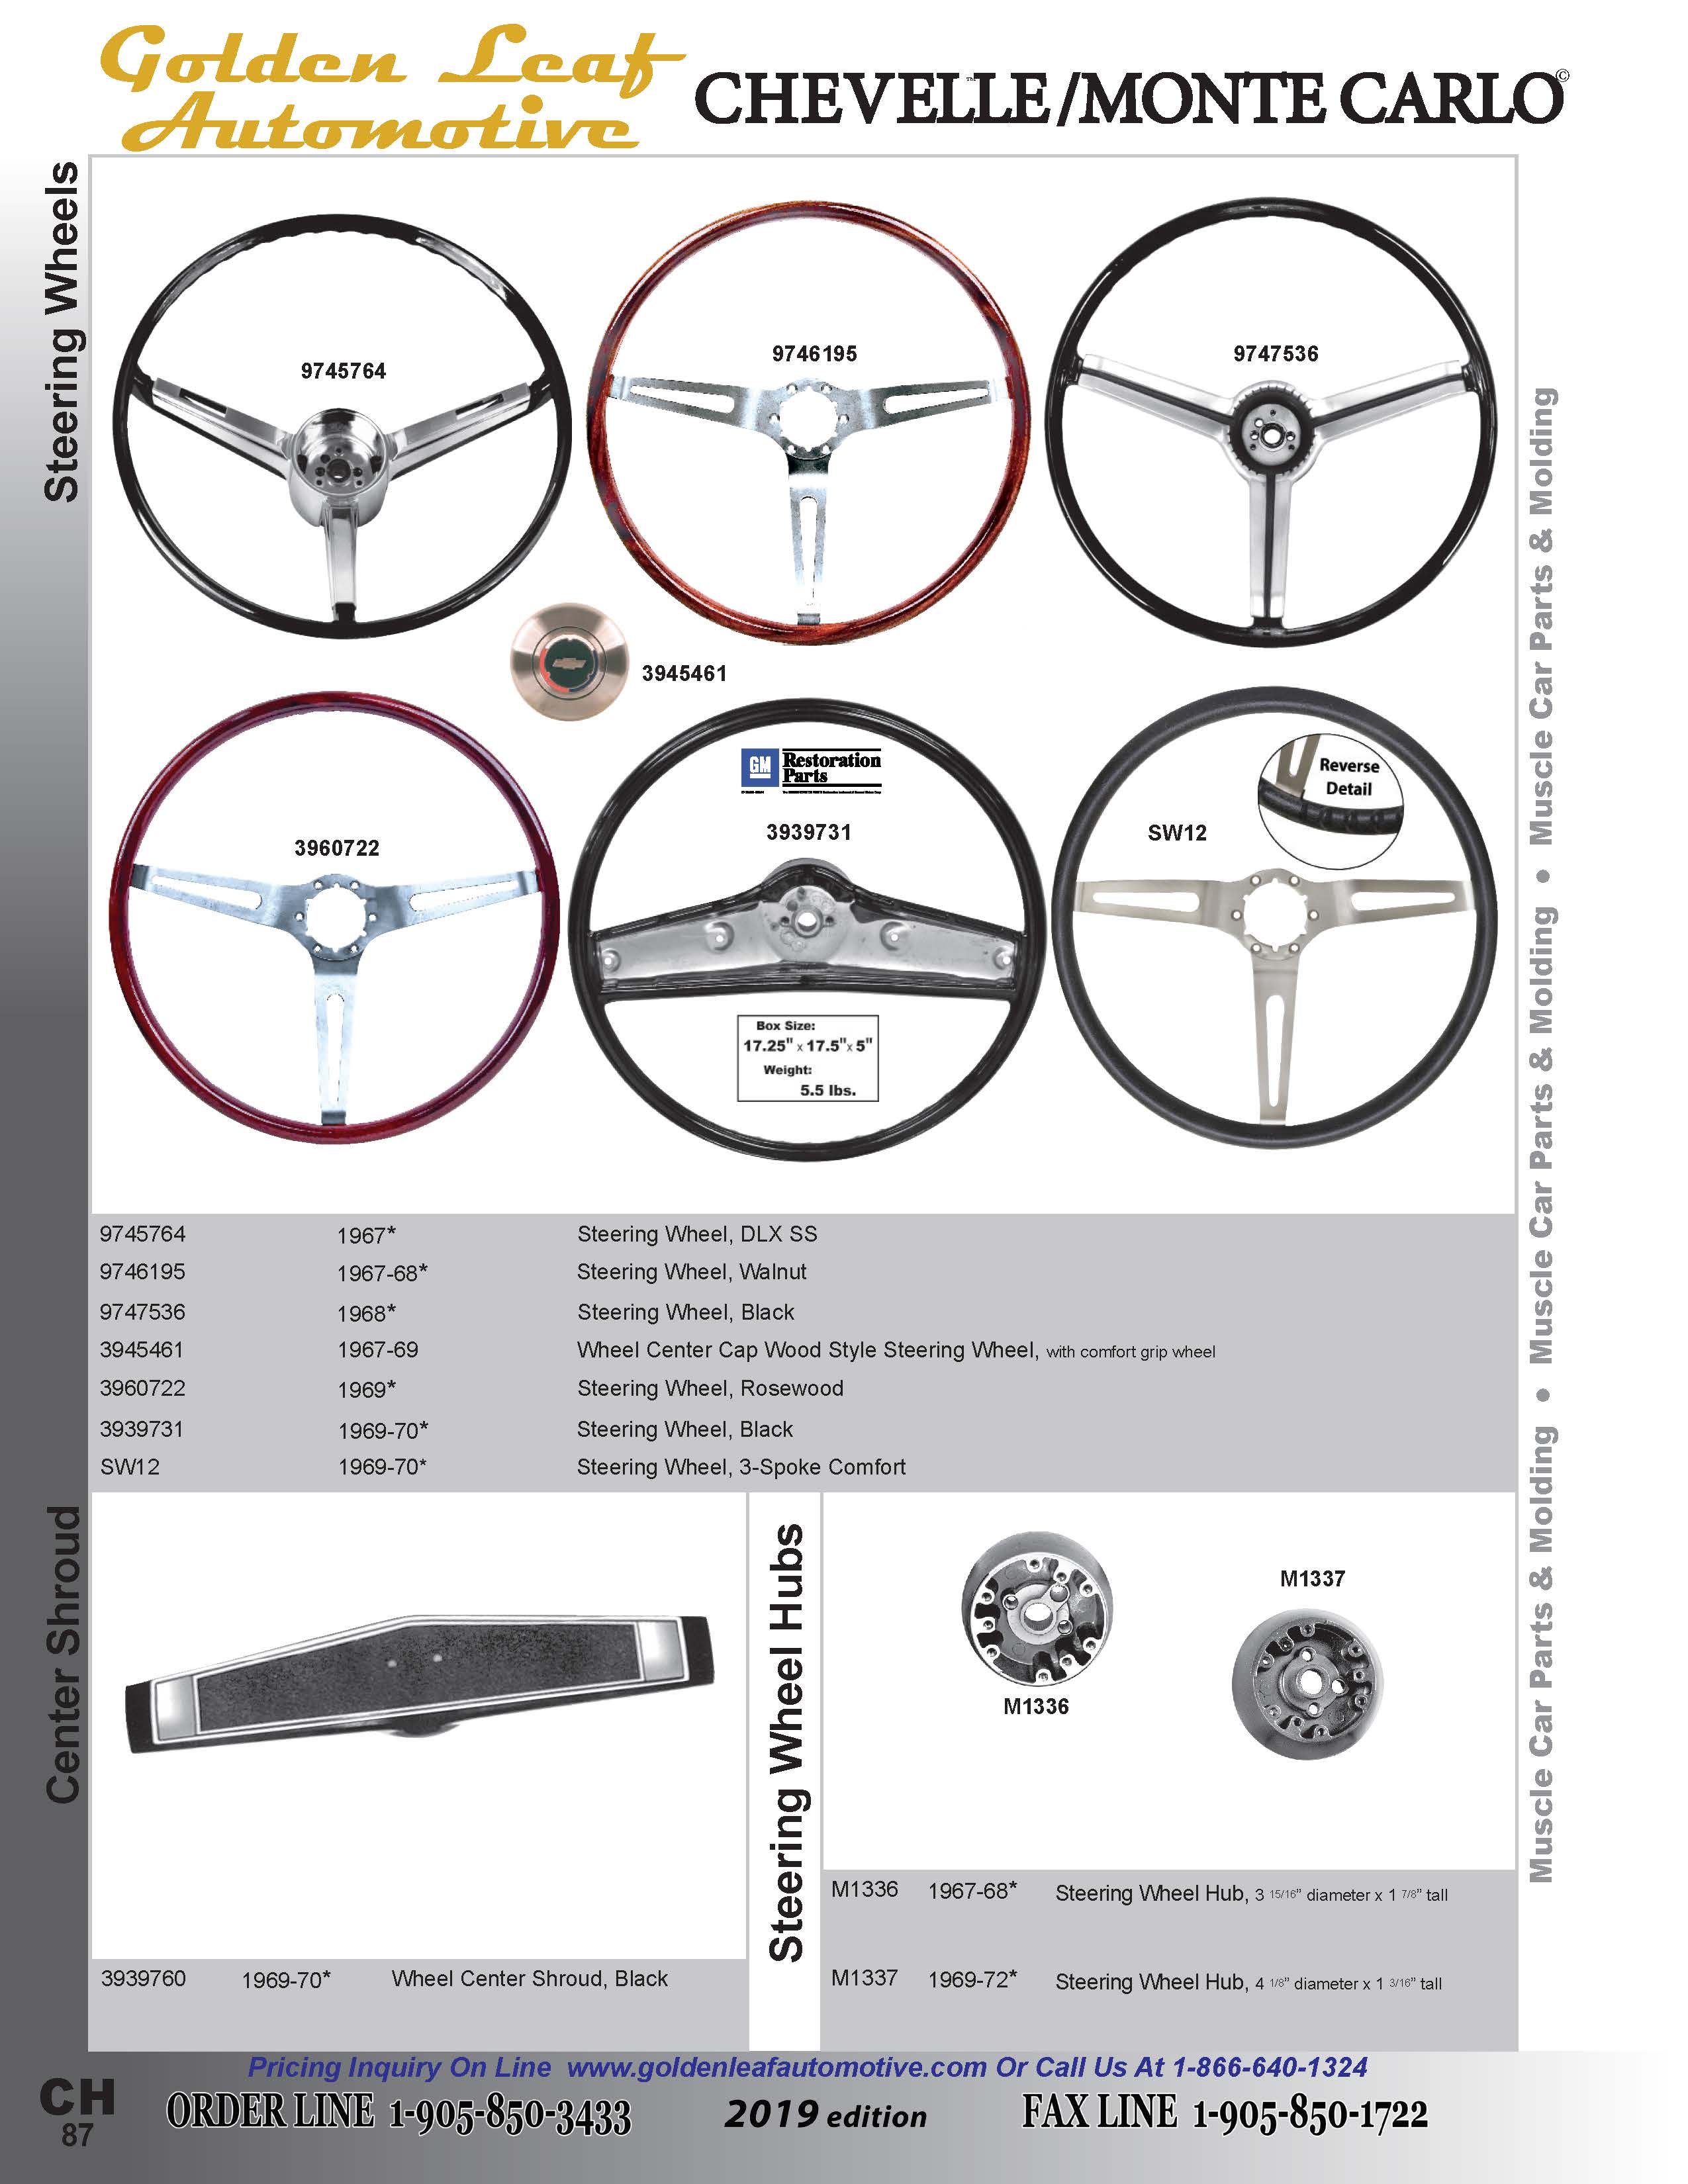 Golden Leaf
Automotive
CHEVELLE/MONTE CARLO©
™
Steering Wheels
9745764
9746195
9747536
3945461
3960722
GM Restoration
Parts
3939731
Box Size:
17.25" x 17.5" x 5"
Weight:
5.5 lbs.
SW12
Reverse
Detail
9745764 1967* Steering Wheel, DLX SS
9746195 1967-68* Steering Wheel, Walnut
9747536 1968* Steering Wheel, Black
3945461 1967-69 Wheel Center Cap Wood Style Steering Wheel, with comfort grip wheel
3960722 1969* Steering Wheel, Rosewood
3939731 1969-70* Steering Wheel, Black
SW12 1969-70* Steering Wheel, 3-Spoke Comfort
Center Shroud
3939760 1969-70* Wheel Center Shroud, Black
Steering Wheel Hubs
M1336
M1337
M1336 1967-68* Steering Wheel Hub, 3 15/16” diameter x 1 7/8” tall
M1337 1969-72* Steering Wheel Hub, 4 1/8” diameter x 1 3/16” tall
Muscle Car Parts & Molding • Muscle Car Parts & Molding • Muscle Car Parts & Molding
Pricing Inquiry On Line www.goldenleafautomotive.com Or Call Us At 1-866-640-1324
CH
87
ORDER LINE 1-905-850-3433
2019 edition
FAX LINE 1-905-850-1722